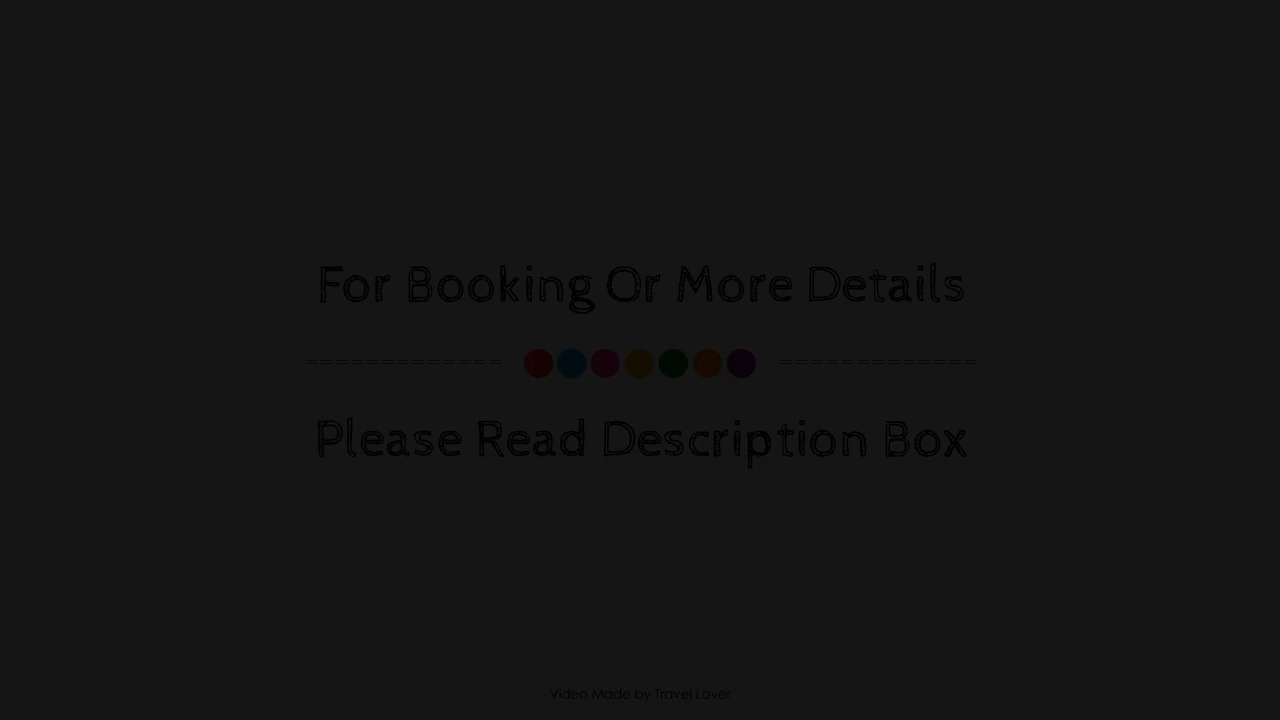 For Booking Or More Details
============= =============
Please Read Description Box
Video Made by Travel Lover